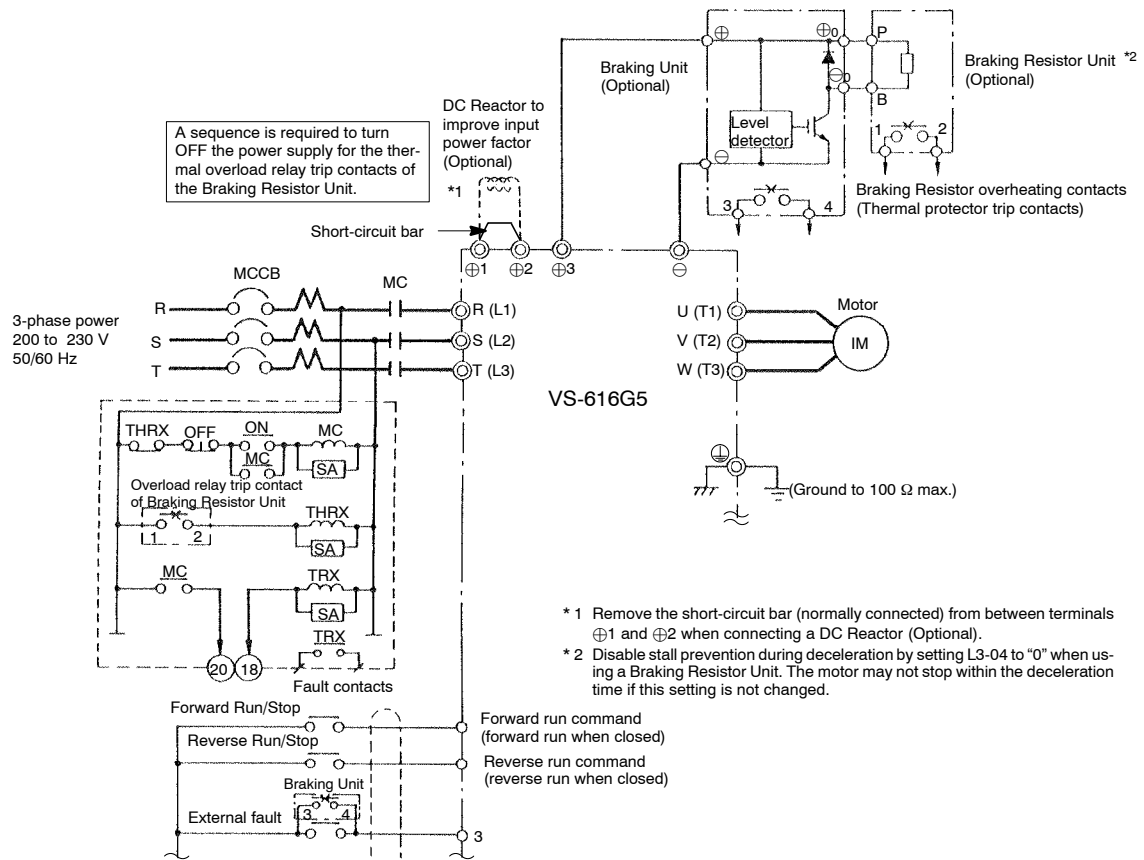 ⊕
⊕0
P
Braking Unit
(Optional)
Braking Resistor Unit *2
(Optional)
⊖0
B
Level
detector
1 2
⊖
3 4
Braking Resistor overheating contacts
(Thermal protector trip contacts)
DC Reactor to
improve input
power factor
(Optional)
*1
A sequence is required to turn
OFF the power supply for the ther-
mal overload relay trip contacts of
the Braking Resistor Unit.
Short-circuit bar
⊕1 ⊕2 ⊕3 ⊖
MCCB
MC
3-phase power
200 to 230 V
50/60 Hz
R
S
T
R (L1)
S (L2)
T (L3)
U (T1)
V (T2)
W (T3)
Motor
IM
VS-616G5
(Ground to 100 Ω max.)
THRX OFF ON MC
MC
SA
Overload relay trip contact
of Braking Resistor Unit
1 2
THRX
SA
MC
TRX
SA
TRX
20 18
Fault contacts
* 1 Remove the short-circuit bar (normally connected) from between terminals
⊕1 and ⊕2 when connecting a DC Reactor (Optional).
* 2 Disable stall prevention during deceleration by setting L3-04 to “0” when us-
ing a Braking Resistor Unit. The motor may not stop within the deceleration
time if this setting is not changed.
Forward Run/Stop
Forward run command
(forward run when closed)
Reverse Run/Stop
Reverse run command
(reverse run when closed)
Braking Unit
3 4
External fault
3